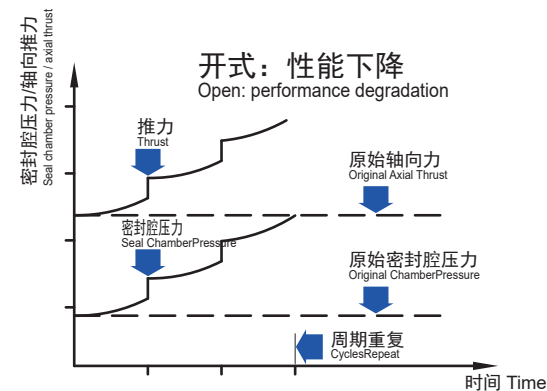 密封腔压力/轴向推力
Seal chamber pressure / axial thrust
开式：性能下降
Open: performance degradation
推力
Thrust
原始轴向力
Original Axial Thrust
密封腔压力
Seal ChamberPressure
原始密封腔压力
Original ChamberPressure
周期重复
CyclesRepeat
时间 Time